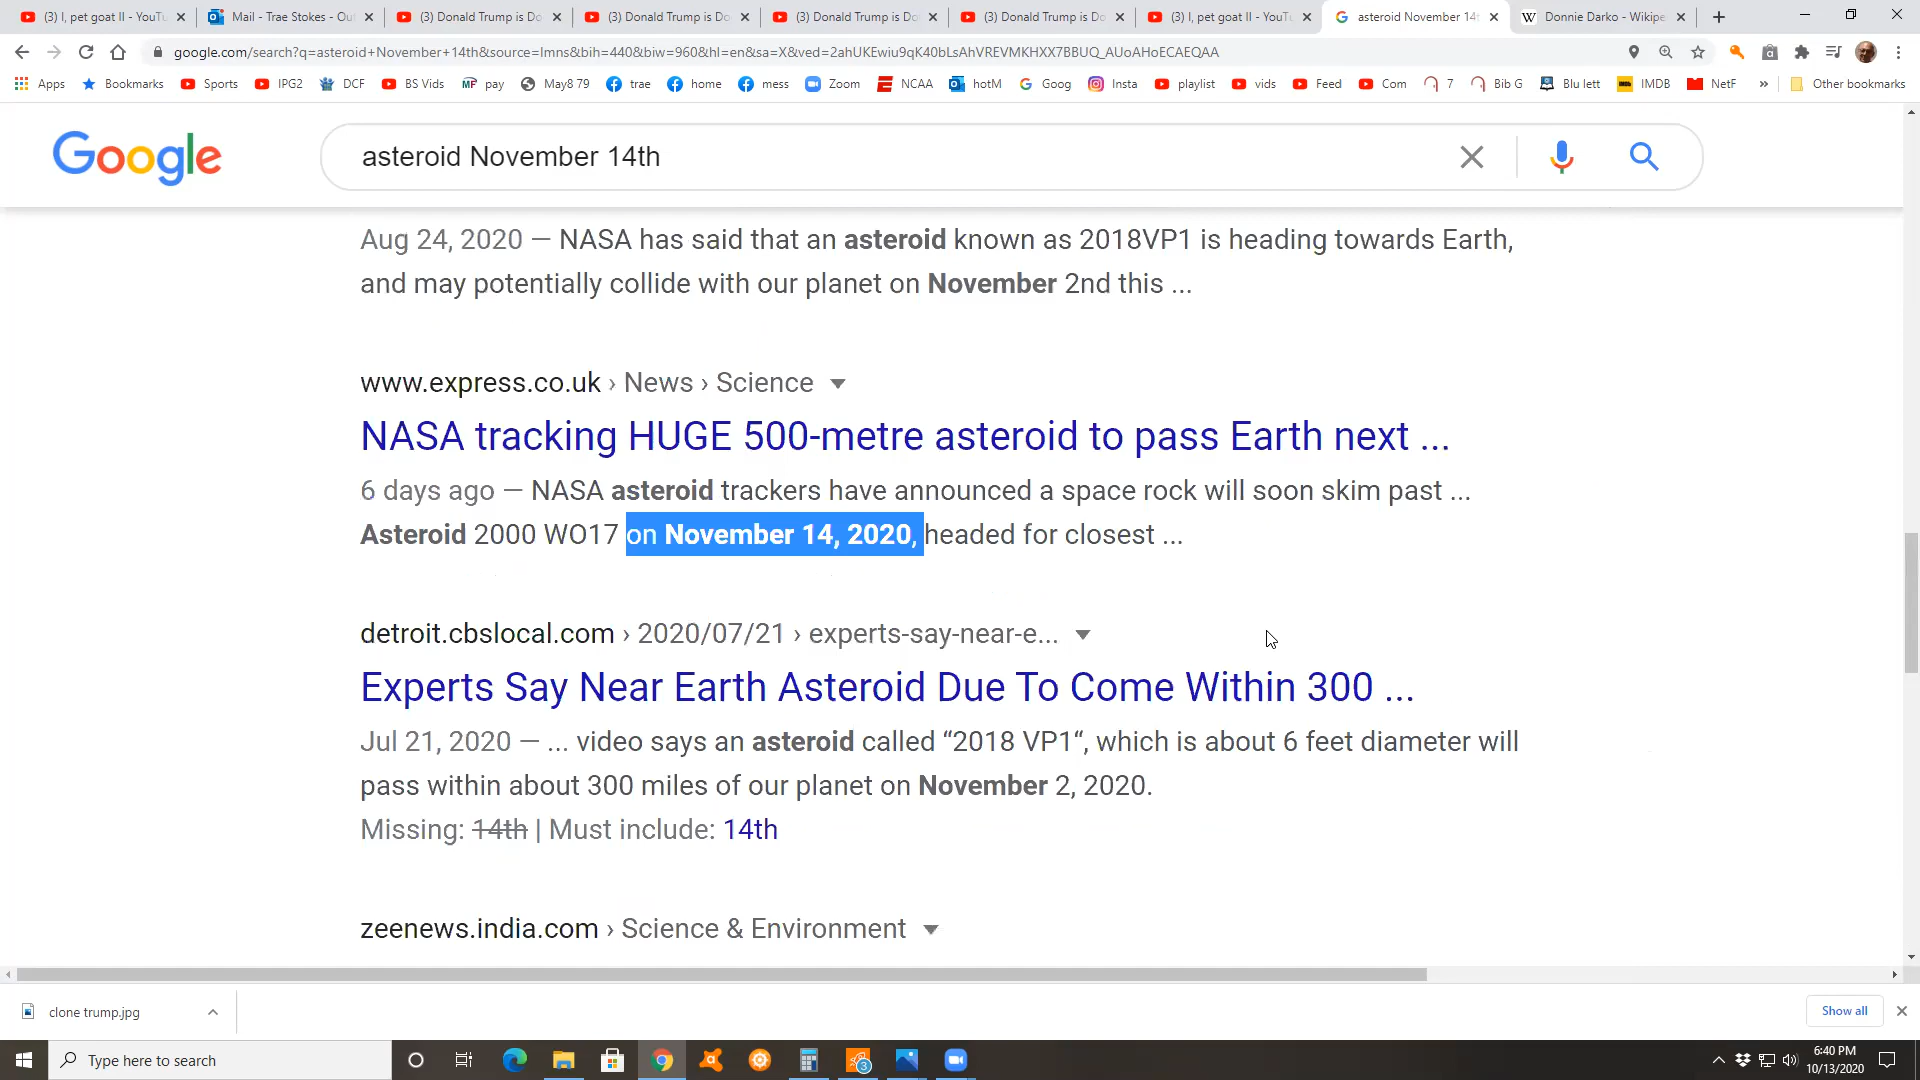 (3) I, pet goat II - YouTu
Mail - Trae Stokes - Ou
(3) Donald Trump is Do
(3) Donald Trump is Do
(3) Donald Trump is Do
(3) Donald Trump is Do
(3) I, pet goat II - YouTu
asteroid November 14t
Donnie Darko - Wikipe
google.com/search?q=asteroid+November+14th&source=lmns&bih=440&biw=960&hl=en&sa=X&ved=2ahUKEwiu9qK40bLsAhVREVMKHXX7BBUQ_AUoAHoECAEQAA
Apps Bookmarks Sports IPG2 DCF BS Vids pay May8 79 trae home mess Zoom NCAA hotM Goog Insta playlist vids Feed Com 7 Bib G Blu lett IMDB NetF » Other bookmarks
Google
asteroid November 14th
Aug 24, 2020 — NASA has said that an asteroid known as 2018VP1 is heading towards Earth,
and may potentially collide with our planet on November 2nd this ...
www.express.co.uk › News › Science
NASA tracking HUGE 500-metre asteroid to pass Earth next ...
6 days ago — NASA asteroid trackers have announced a space rock will soon skim past ...
Asteroid 2000 WO17 on November 14, 2020, headed for closest ...
detroit.cbslocal.com › 2020/07/21 › experts-say-near-e...
Experts Say Near Earth Asteroid Due To Come Within 300 ...
Jul 21, 2020 — ... video says an asteroid called “2018 VP1“, which is about 6 feet diameter will
pass within about 300 miles of our planet on November 2, 2020.
Missing: 14th | Must include: 14th
zeenews.india.com › Science & Environment
clone trump.jpg
Show all
Type here to search
3
6:40 PM
10/13/2020